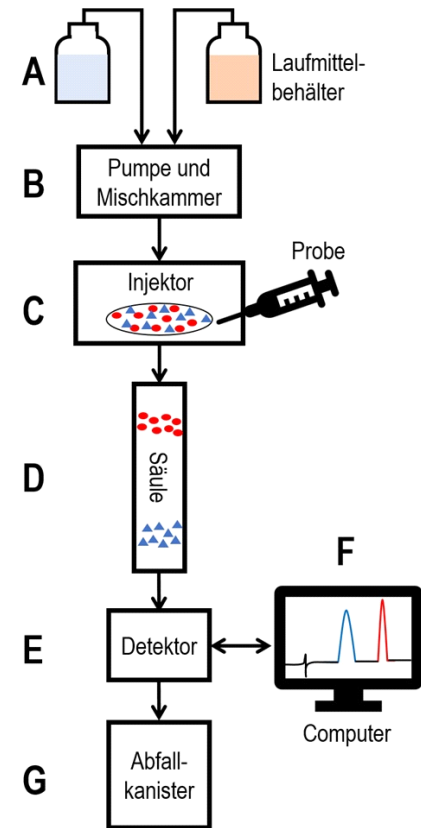 A
Laufmittel-
behälter
B
Pumpe und
Mischkammer
Probe
C
Injektor
D
Säule
F
E
Detektor
Computer
G
Abfall-
kanister